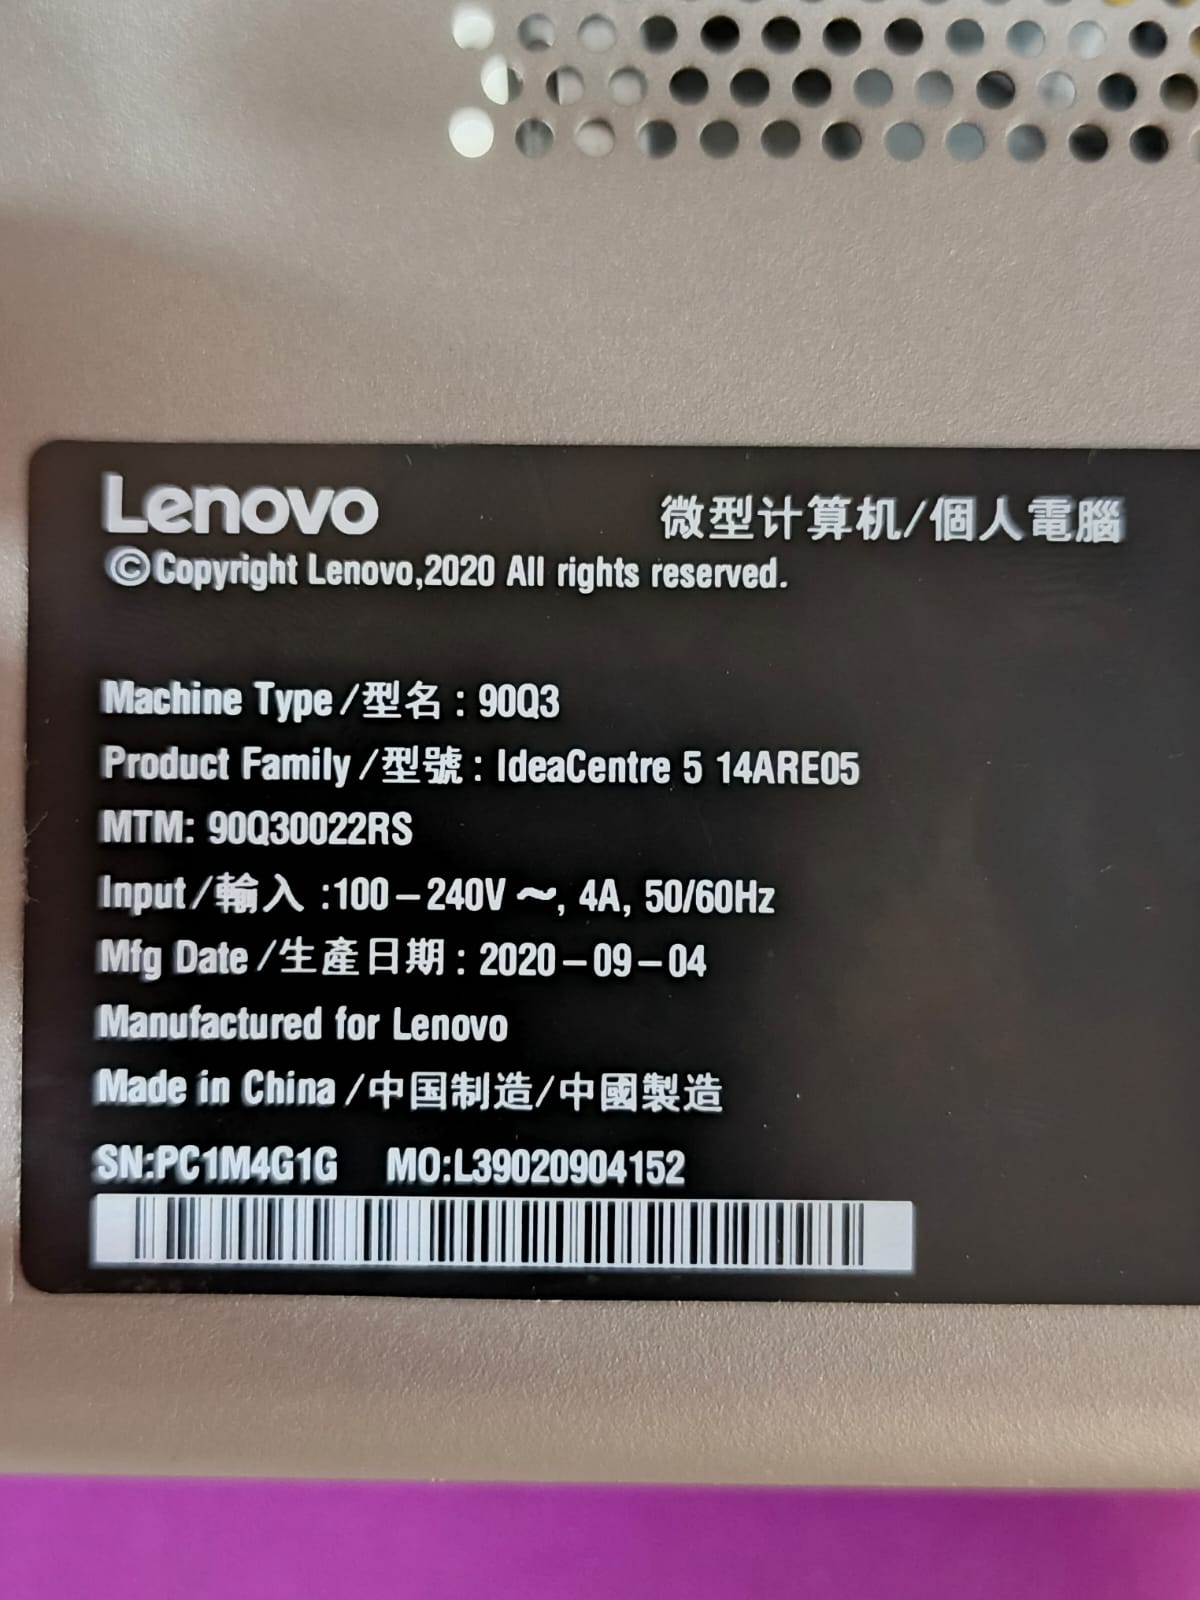 Lenovo
微型计算机/個人電腦
©Copyright Lenovo,2020 All rights reserved.
Machine Type/型名: 90Q3
Product Family/型號: IdeaCentre 5 14ARE05
MTM: 90Q30022RS
Input/輸入:100-240V～, 4A, 50/60Hz
Mfg Date/生產日期: 2020-09-04
Manufactured for Lenovo
Made in China/中国制造/中國製造
SN:PC1M4G1G MO:L39020904152